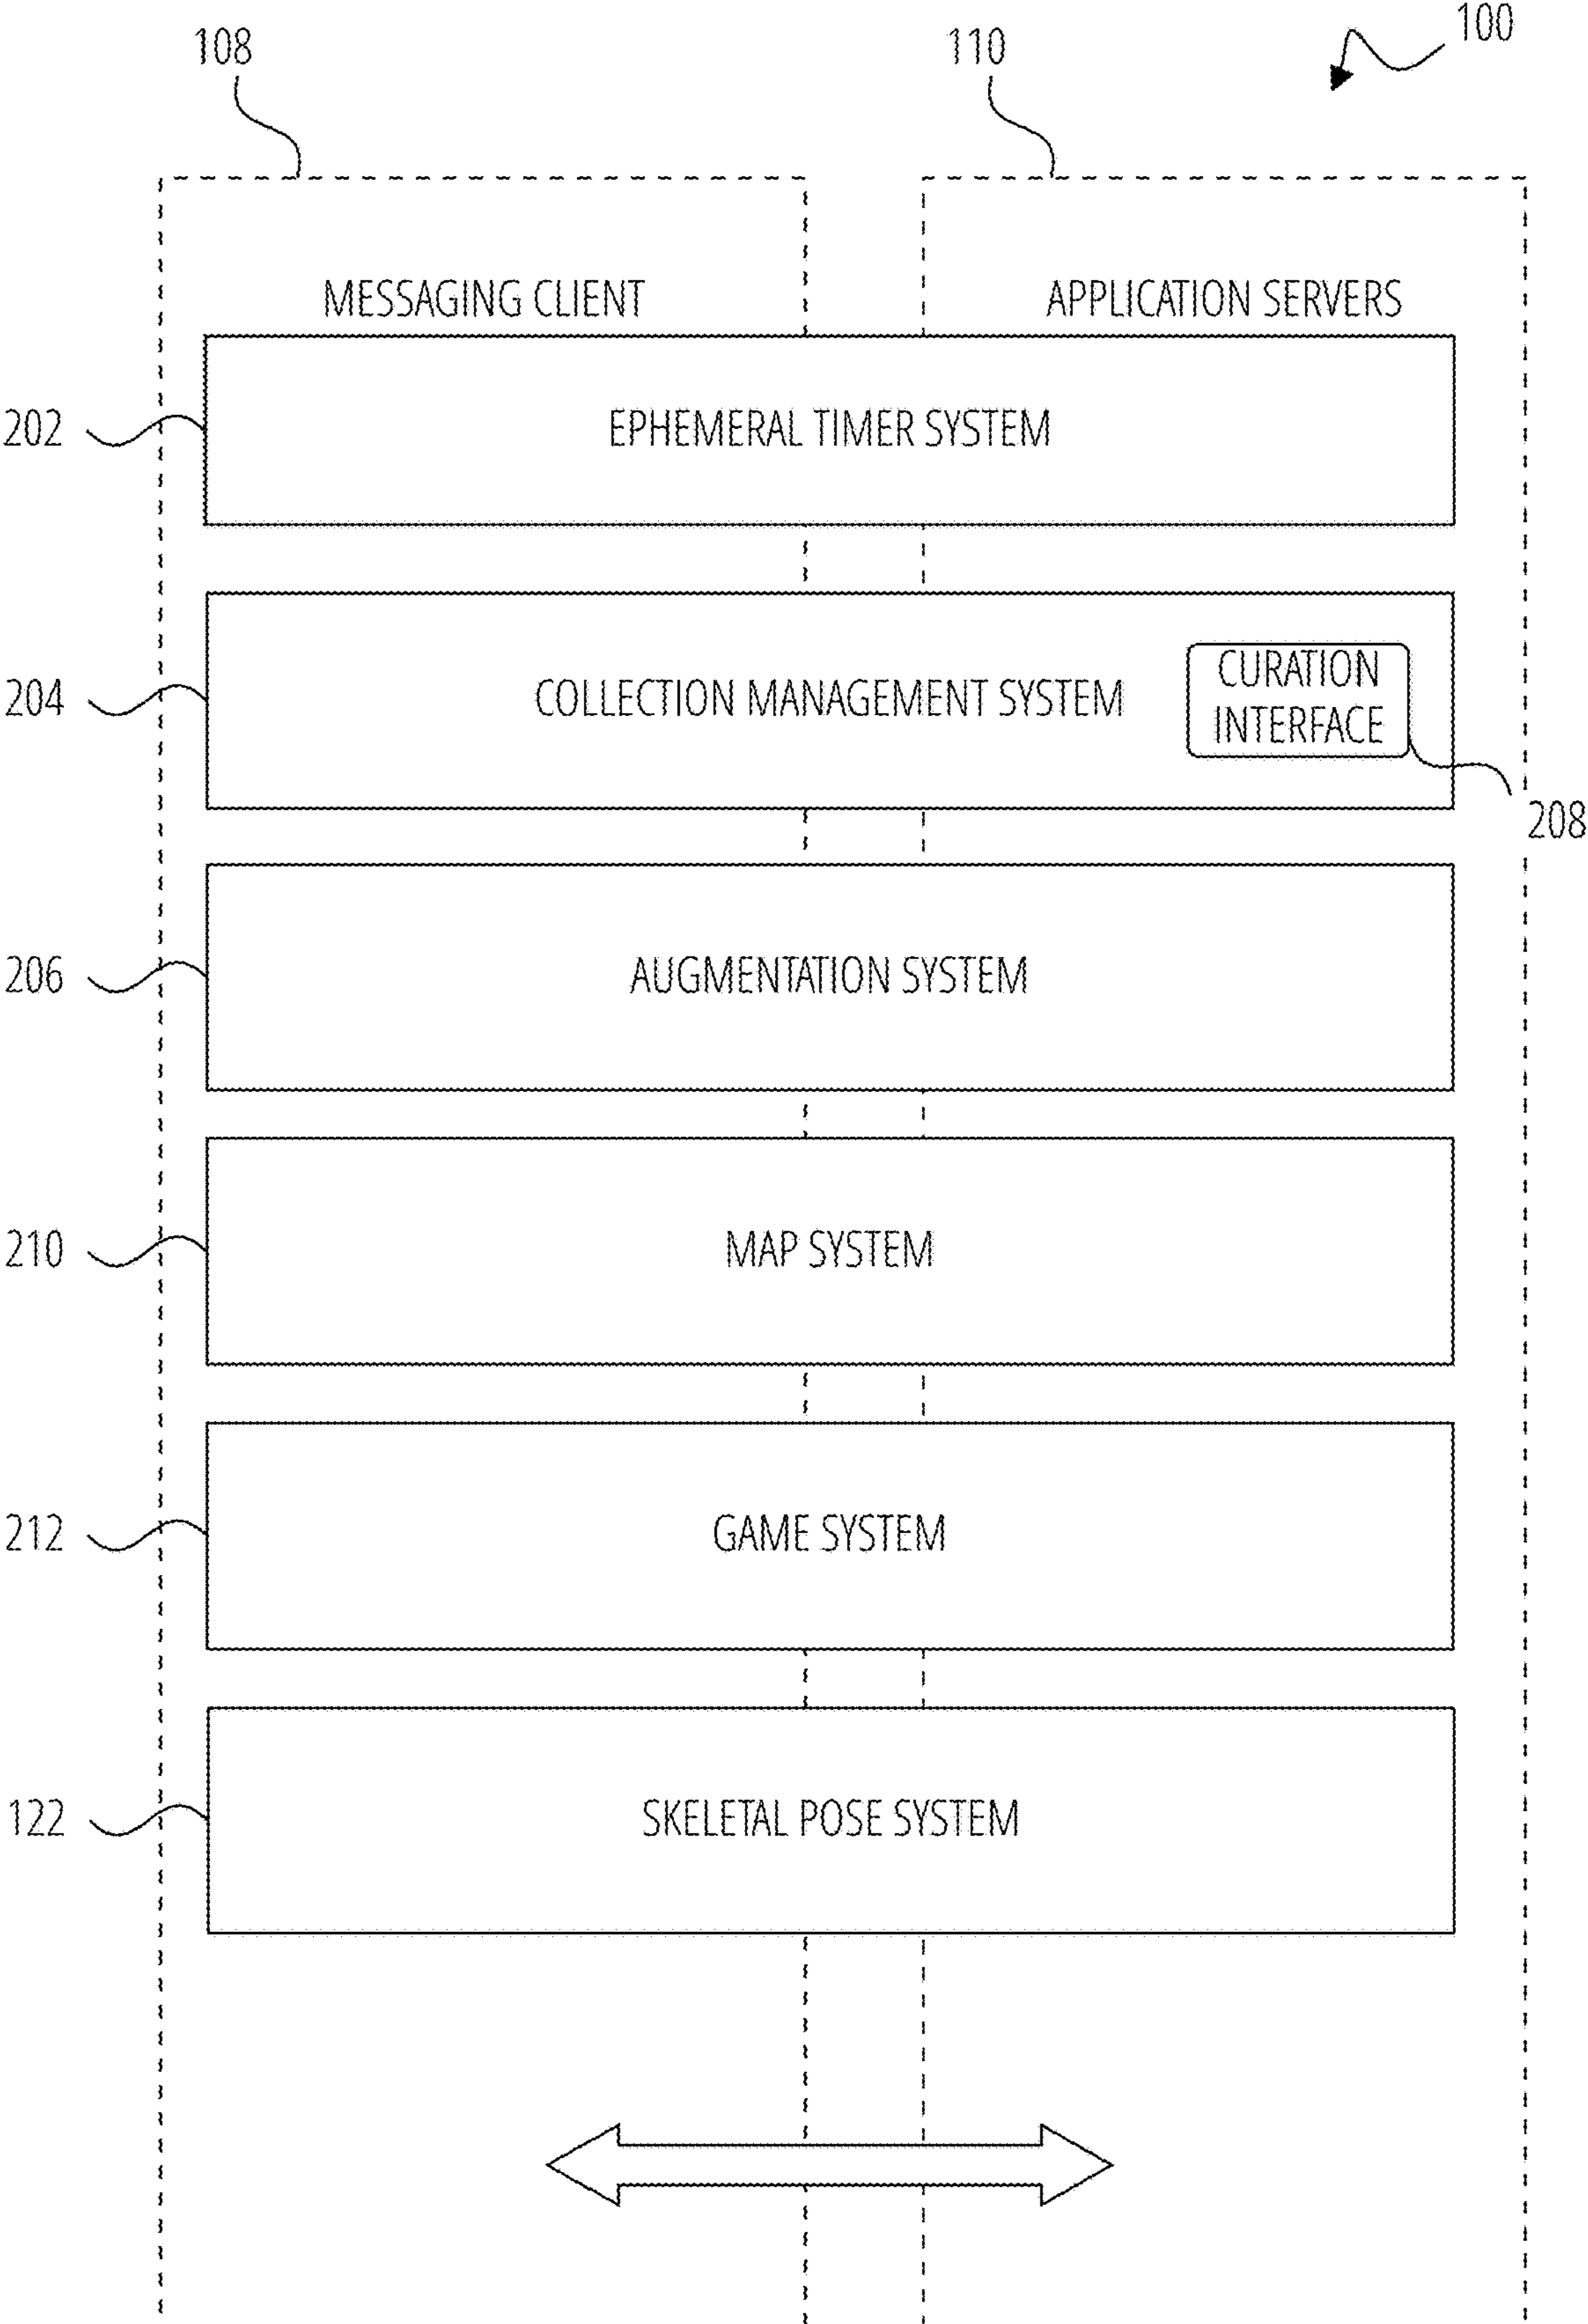 100
108
110
MESSAGING CLIENT
APPLICATION SERVERS
202
EPHEMERAL TIMER SYSTEM
204
COLLECTION MANAGEMENT SYSTEM
CURATION
INTERFACE
208
206
AUGMENTATION SYSTEM
210
MAP SYSTEM
212
GAME SYSTEM
122
SKELETAL POSE SYSTEM